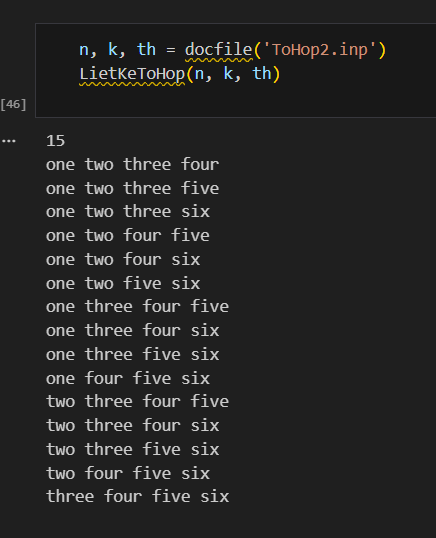 n, k, th = docfile('ToHop2.inp')
LietKeToHop(n, k, th)
[46]
... 15
one two three four
one two three five
one two three six
one two four five
one two four six
one two five six
one three four five
one three four six
one three five six
one four five six
two three four five
two three four six
two three five six
two four five six
three four five six